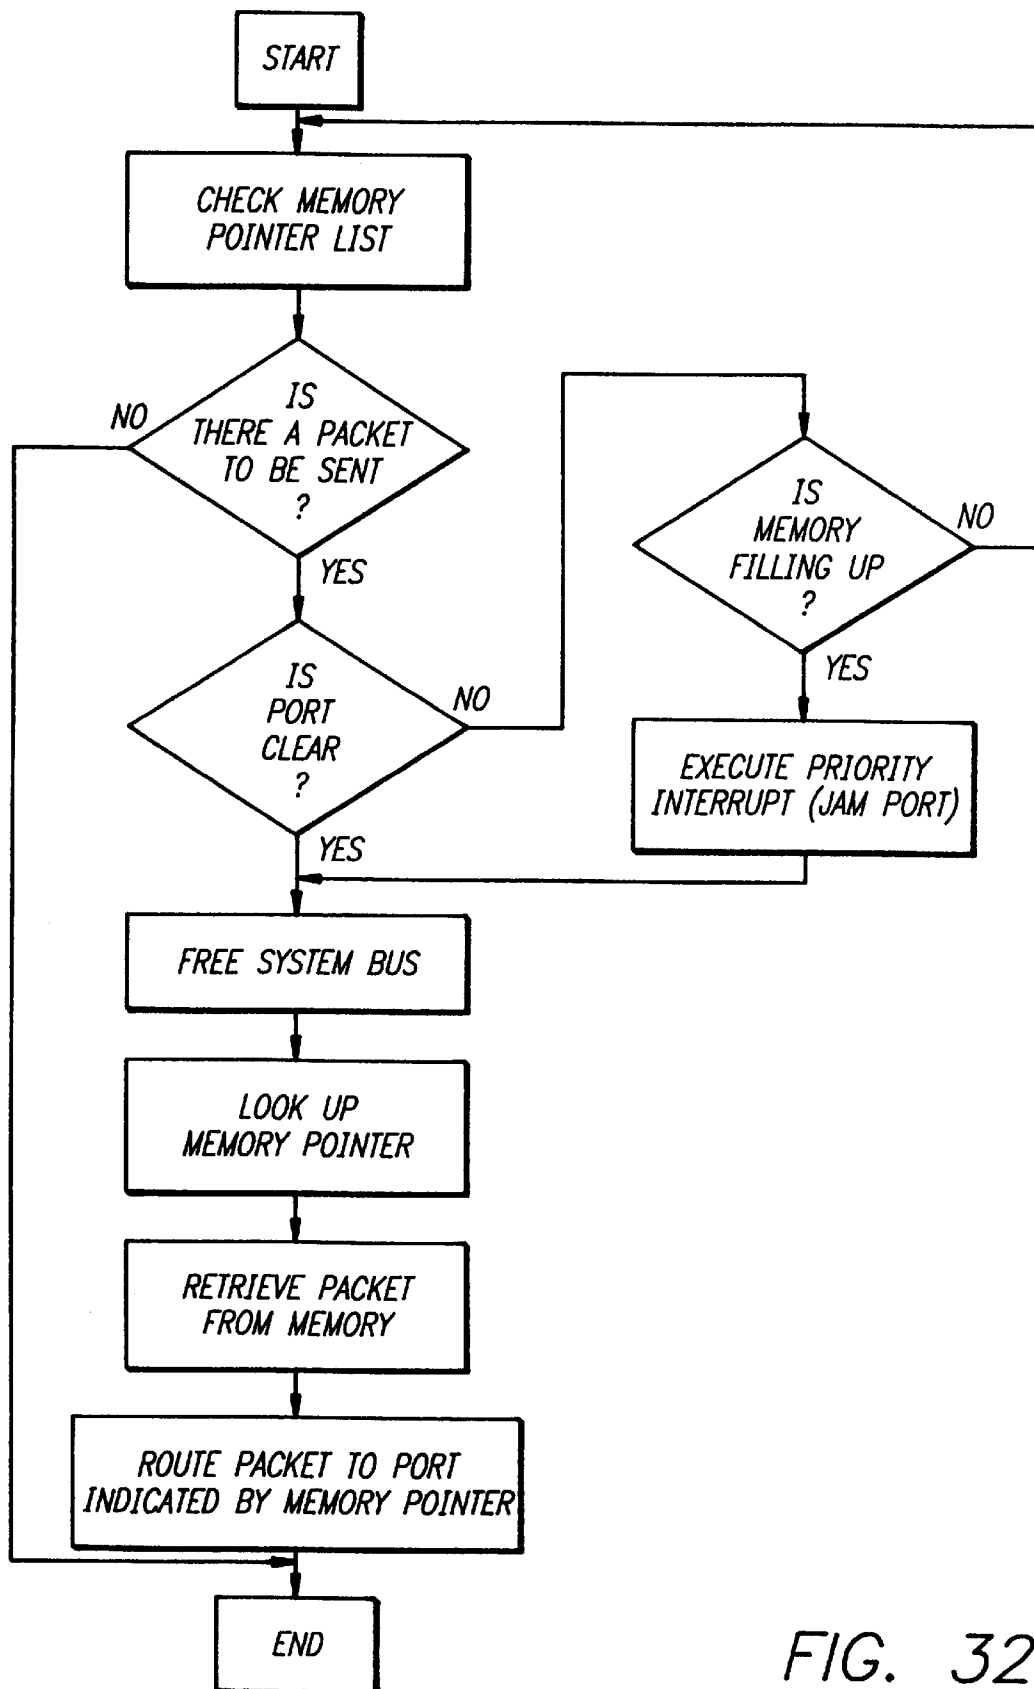 START
CHECK MEMORY
POINTER LIST
IS
THERE A PACKET
TO BE SENT
?
NO
YES
IS
PORT
CLEAR
?
NO
YES
IS
MEMORY
FILLING UP
?
NO
YES
EXECUTE PRIORITY
INTERRUPT (JAM PORT)
FREE SYSTEM BUS
LOOK UP
MEMORY POINTER
RETRIEVE PACKET
FROM MEMORY
ROUTE PACKET TO PORT
INDICATED BY MEMORY POINTER
END
FIG. 32